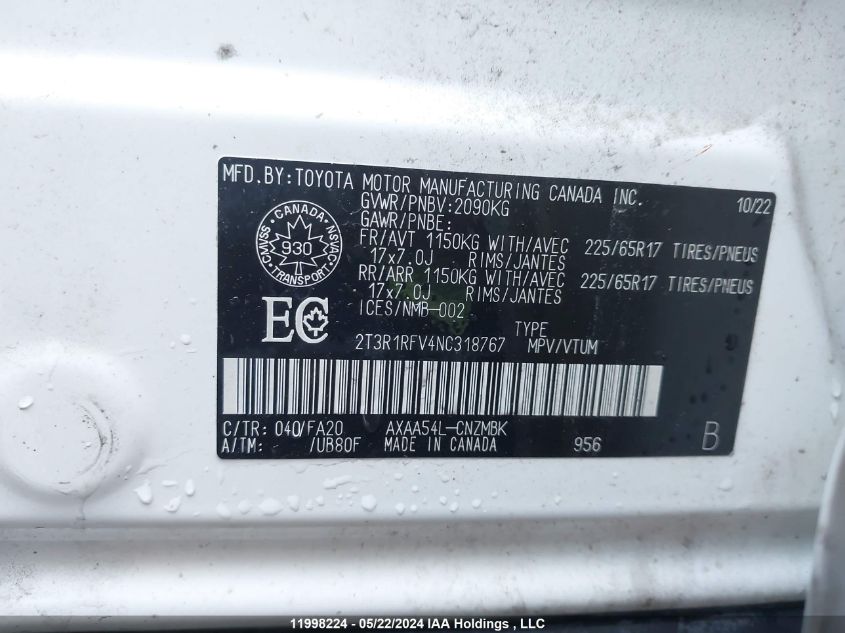 MFD.BY:TOYOTA MOTOR MANUFACTURING CANADA INC. 10/22
GVWR/PNBV:2090KG
GAWR/PNBE:
FR/AVT 1150KG WITH/AVEC 225/65R17 TIRES/PNEUS
17x7.0J RIMS/JANTES
RR/ARR 1150KG WITH/AVEC 225/65R17 TIRES/PNEUS
17x7.0J RIMS/JANTES
ICES/NMB-002
CANADA
CMVSS 930 NSVAC
TRANSPORT
EC
TYPE
2T3R1RFV4NC318767 MPV/VTUM
C/TR: 040/FA20 AXAA54L-CNZMBK
A/TM: /UB80F MADE IN CANADA 956 B
11998224 - 05/22/2024 IAA Holdings , LLC